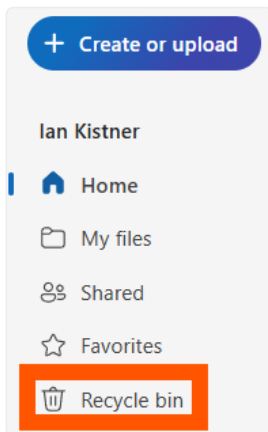 + Create or upload
Ian Kistner
Home
My files
Shared
Favorites
Recycle bin